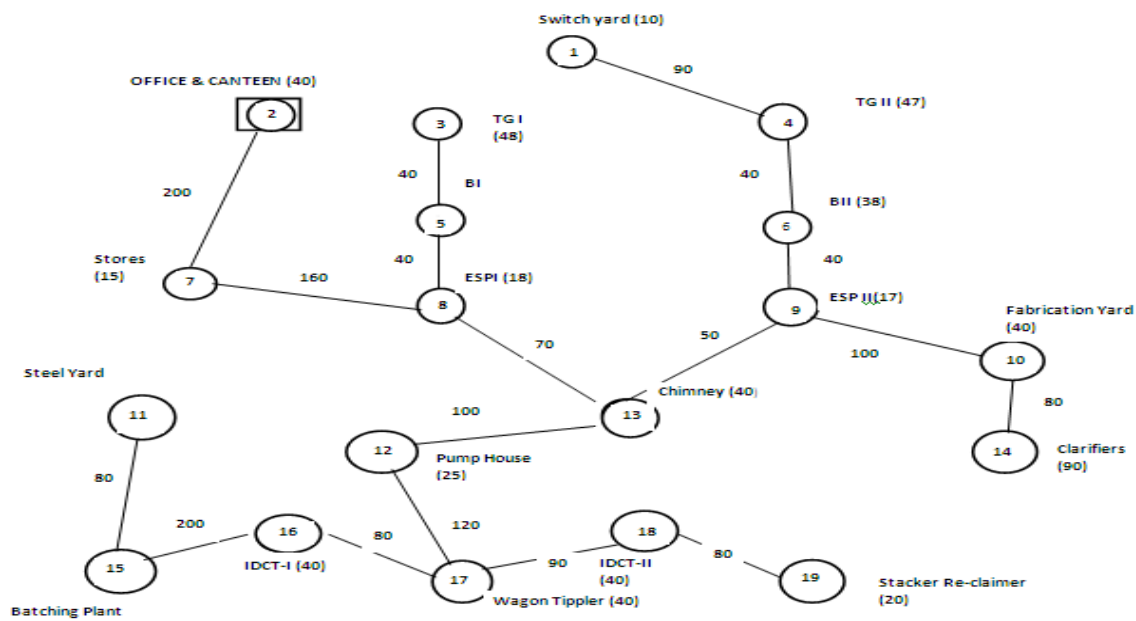 Switch yard (10)
1
90
OFFICE & CANTEEN (40)
2
3
TG I
(48)
4
TG II (47)
200
40
BI
40
BII (38)
5
6
Stores
(15)
7
160
40
ESPI (18)
8
40
ESP II(17)
9
Fabrication Yard
(40)
10
70
50
100
Steel Yard
11
100
Chimney (40)
13
80
12
Pump House
(25)
14
Clarifiers
(90)
80
200
16
80
120
18
15
IDCT-I (40)
17
90
IDCT-II
(40)
80
19
Stacker Re-claimer
(20)
Batching Plant
Wagon Tippler (40)